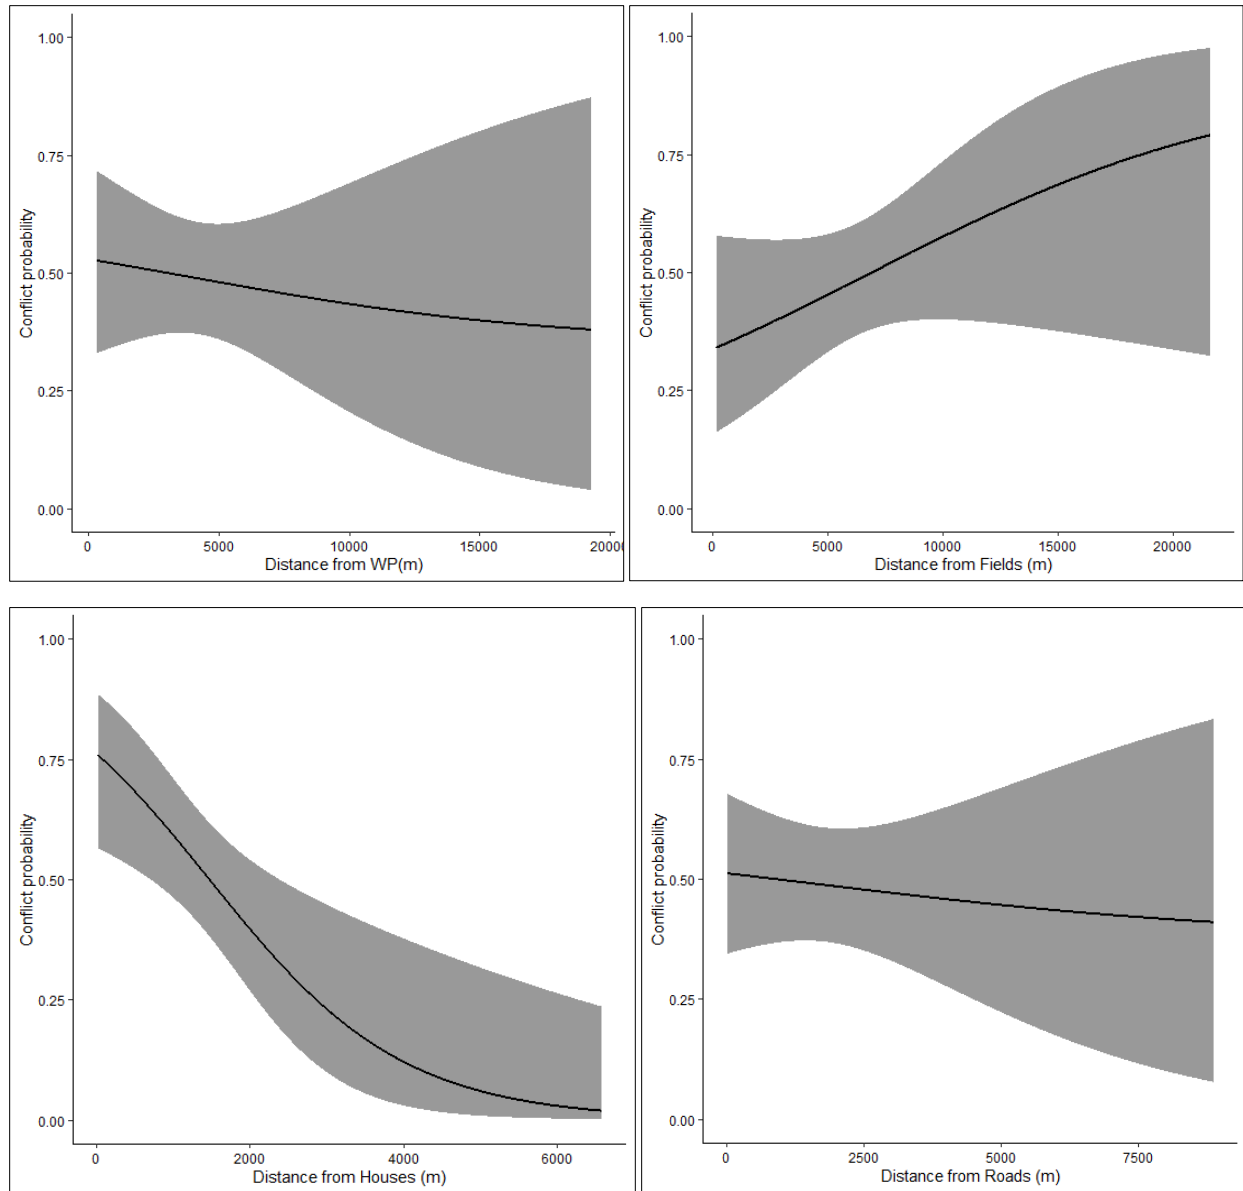 1.00
0.75
0.50
0.25
0.00
Conflict probability
0 5000 10000 15000 20000
Distance from WP(m)
1.00
0.75
0.50
0.25
0.00
Conflict probability
0 5000 10000 15000 20000
Distance from Fields (m)
1.00
0.75
0.50
0.25
0.00
Conflict probability
0 2000 4000 6000
Distance from Houses (m)
1.00
0.75
0.50
0.25
0.00
Conflict probability
0 2500 5000 7500
Distance from Roads (m)